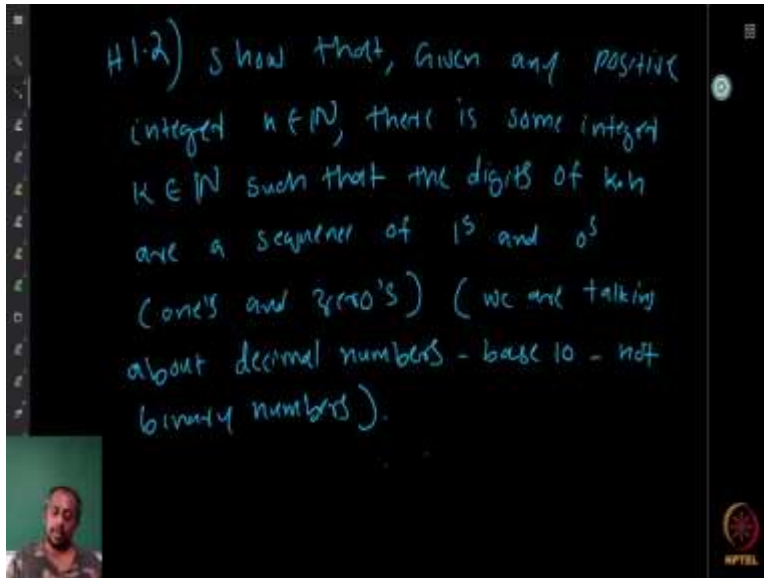 H1.2) show that, Given any positive
integer n ∈ IN, there is some integer
K ∈ IN such that the digits of k.n
are a sequence of 1s and 0s
(one's and zero's) (we are talking
about decimal numbers - base 10 - not
binary numbers).
NPTEL